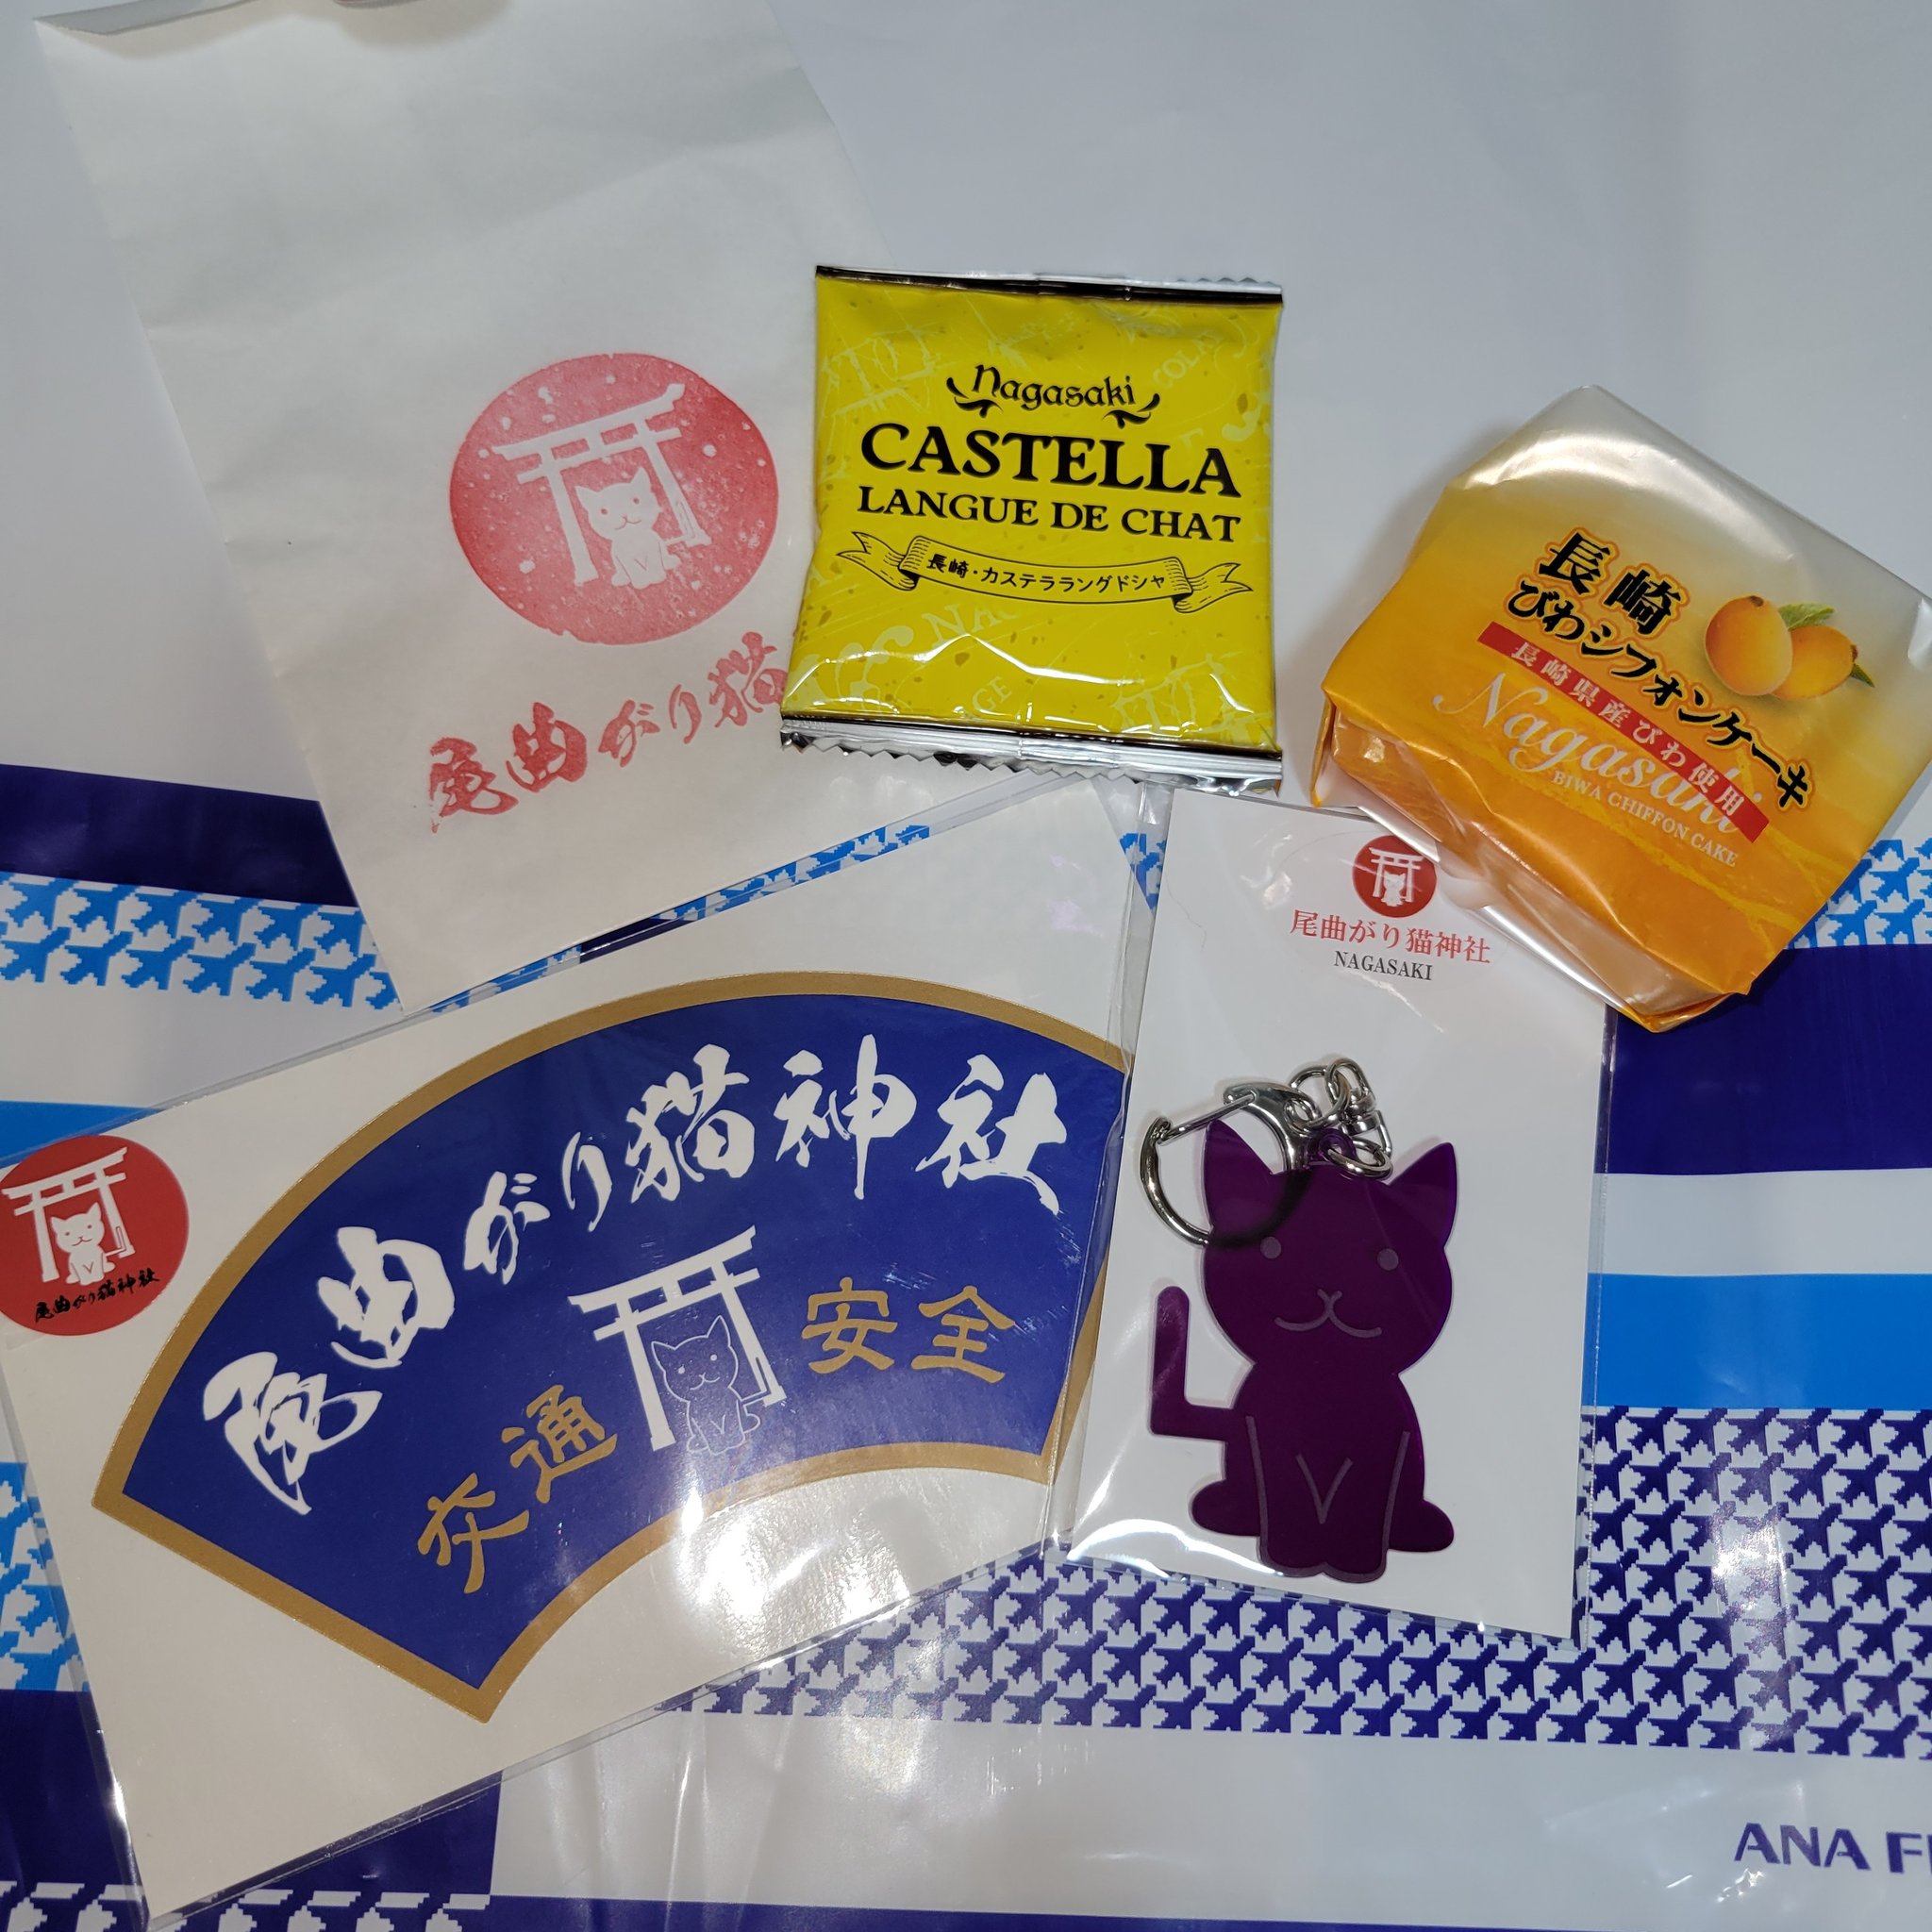 尾曲がり猫
Nagasaki
CASTELLA
LANGUE DE CHAT
長崎・カステララングドシャ
長崎
びわシフォンケーキ
長崎県産びわ使用
Nagasaki
BIWA CHIFFON CAKE
尾曲がり猫神社
NAGASAKI
尾曲がり猫神社
交通安全
尾曲がり猫神社
ANA